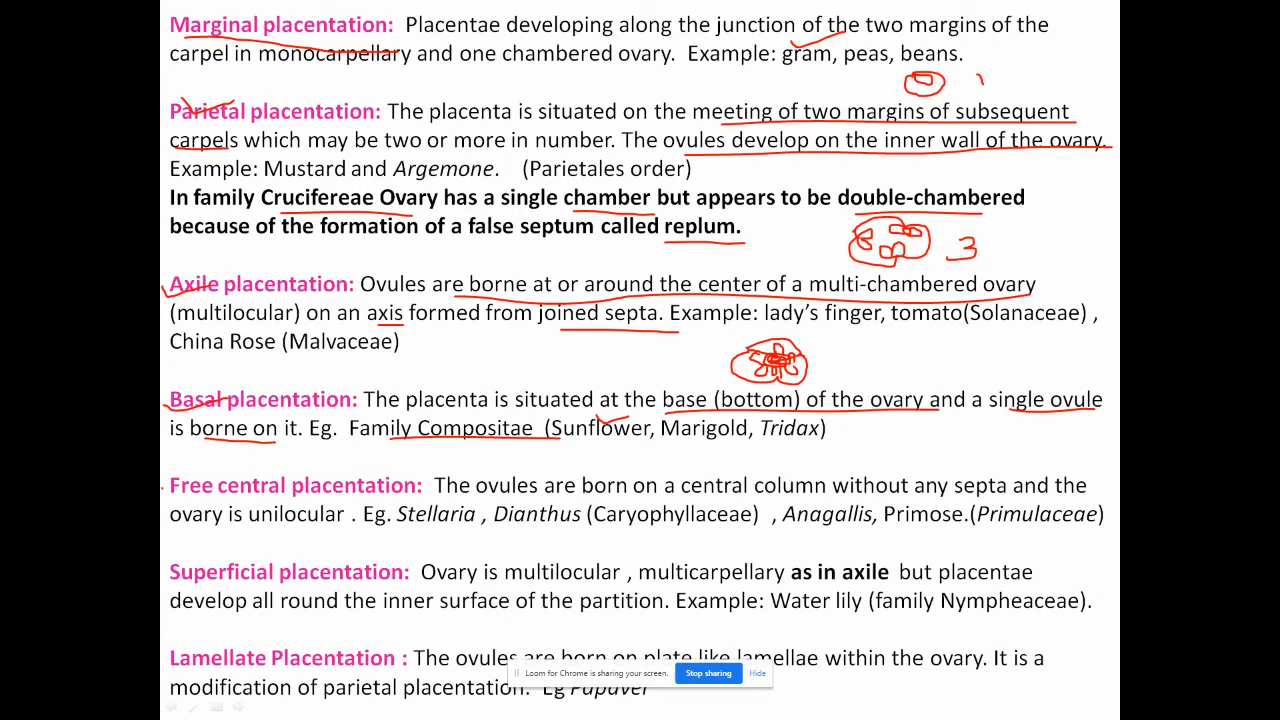 Marginal placentation: Placentae developing along the junction of the two margins of the
carpel in monocarpellary and one chambered ovary. Example: gram, peas, beans.
Parietal placentation: The placenta is situated on the meeting of two margins of subsequent
carpels which may be two or more in number. The ovules develop on the inner wall of the ovary.
Example: Mustard and Argemone. (Parietales order)
In family Crucifereae Ovary has a single chamber but appears to be double-chambered
because of the formation of a false septum called replum.
3
Axile placentation: Ovules are borne at or around the center of a multi-chambered ovary
(multilocular) on an axis formed from joined septa. Example: lady's finger, tomato(Solanaceae) ,
China Rose (Malvaceae)
Basal placentation: The placenta is situated at the base (bottom) of the ovary and a single ovule
is borne on it. Eg. Family Compositae (Sunflower, Marigold, Tridax)
Free central placentation: The ovules are born on a central column without any septa and the
ovary is unilocular . Eg. Stellaria , Dianthus (Caryophyllaceae) , Anagallis, Primose.(Primulaceae)
Superficial placentation: Ovary is multilocular , multicarpellary as in axile but placentae
develop all round the inner surface of the partition. Example: Water lily (family Nympheaceae).
Lamellate Placentation : The ovules are born on plate like lamellae within the ovary. It is a
modification of parietal placentation. Eg Papaver
Loom for Chrome is sharing your screen. Stop sharing Hide